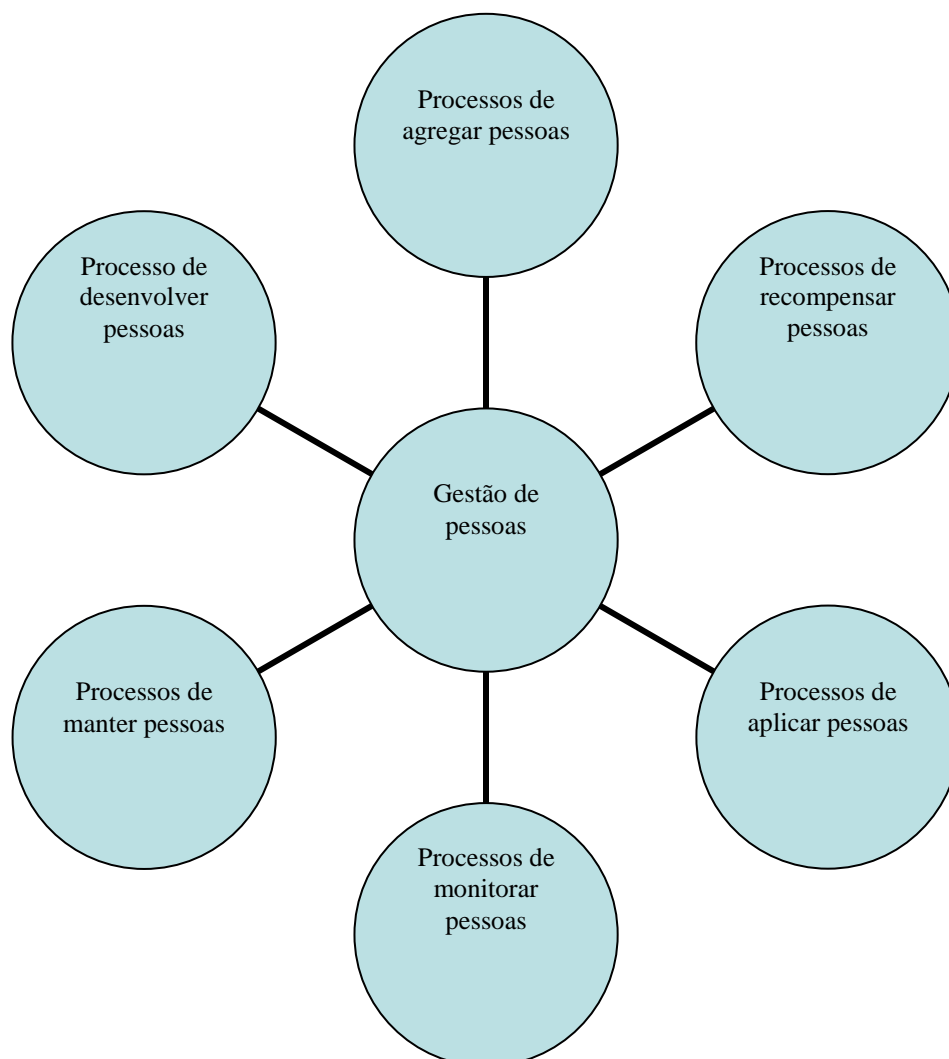 Processos de
agregar pessoas
Processo de
desenvolver
pessoas
Processos de
recompensar
pessoas
Gestão de
pessoas
Processos de
manter pessoas
Processos de
aplicar pessoas
Processos de
monitorar
pessoas